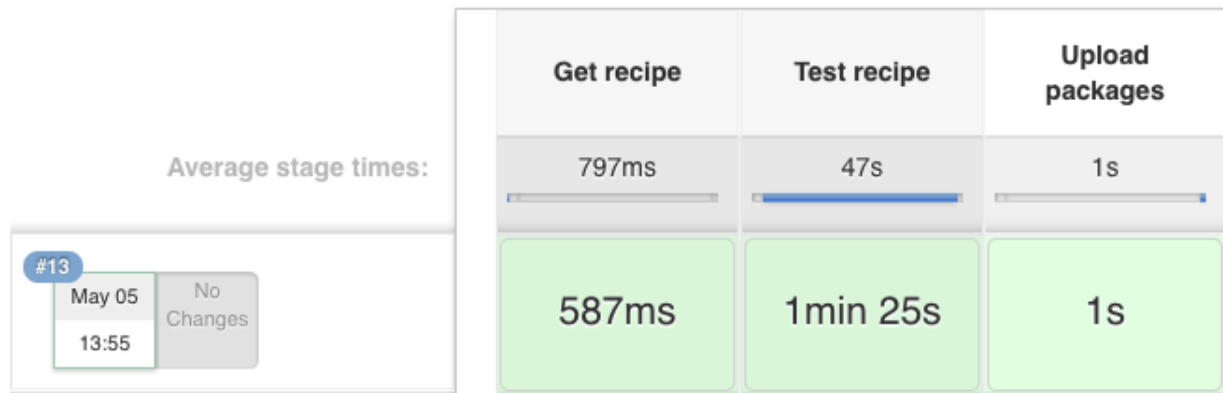 Get recipe
Test recipe
Upload
packages
Average stage times:
797ms
47s
1s
#13
May 05
13:55
No
Changes
587ms
1min 25s
1s